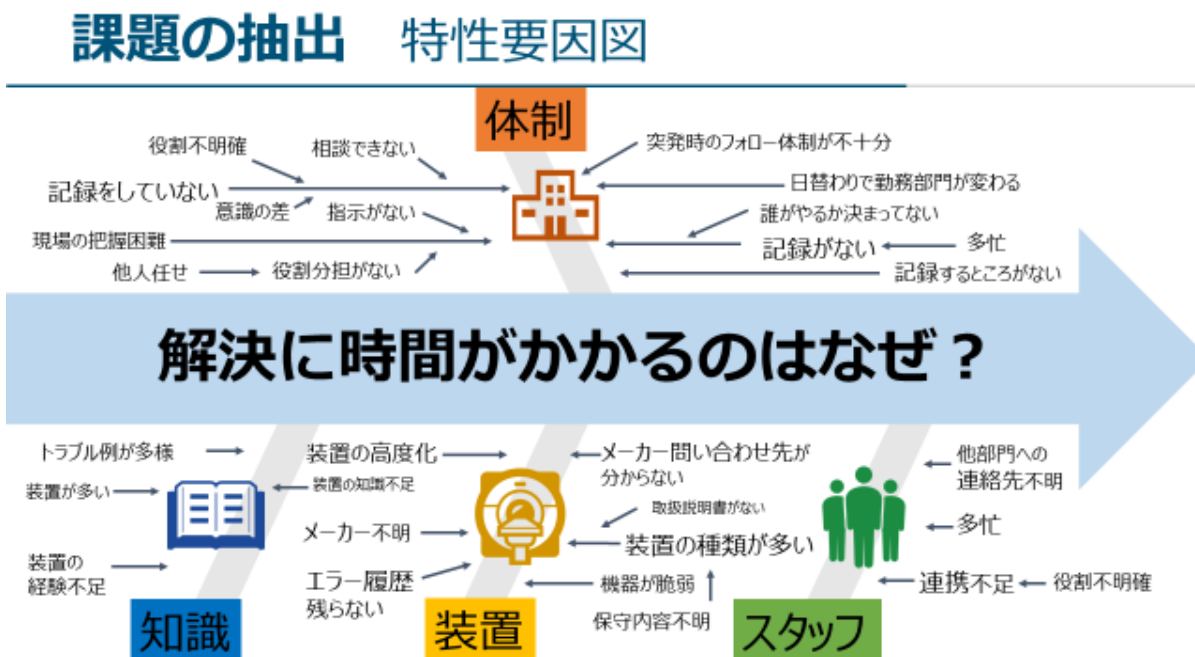 課題の抽出 特性要因図
体制
役割不明確
相談できない
突発時のフォロー体制が不十分
記録をしていない
日替わりで勤務部門が変わる
意識の差
指示がない
誰がやるか決まってない
現場の把握困難
記録がない
多忙
他人任せ
役割分担がない
記録するところがない
解決に時間がかかるのはなぜ？
トラブル例が多様
装置の高度化
メーカー問い合わせ先が
分からない
他部門への
連絡先不明
装置が多い
装置の知識不足
取扱説明書がない
メーカー不明
装置の種類が多い
多忙
装置の
経験不足
エラー履歴
残らない
機器が脆弱
連携不足
役割不明確
保守内容不明
知識
装置
スタッフ